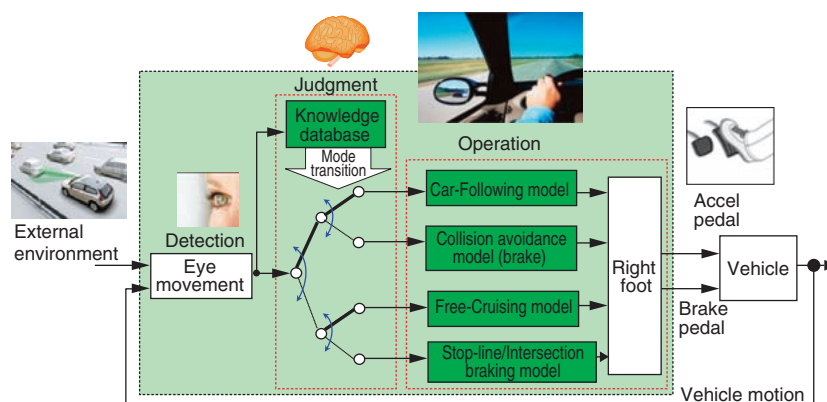 Judgment
Knowledge
database
Mode
transition
Operation
External
environment
Detection
Eye
movement
Car-Following model
Collision avoidance
model (brake)
Free-Cruising model
Stop-line/Intersection
braking model
Right
foot
Accel
pedal
Brake
pedal
Vehicle
Vehicle motion